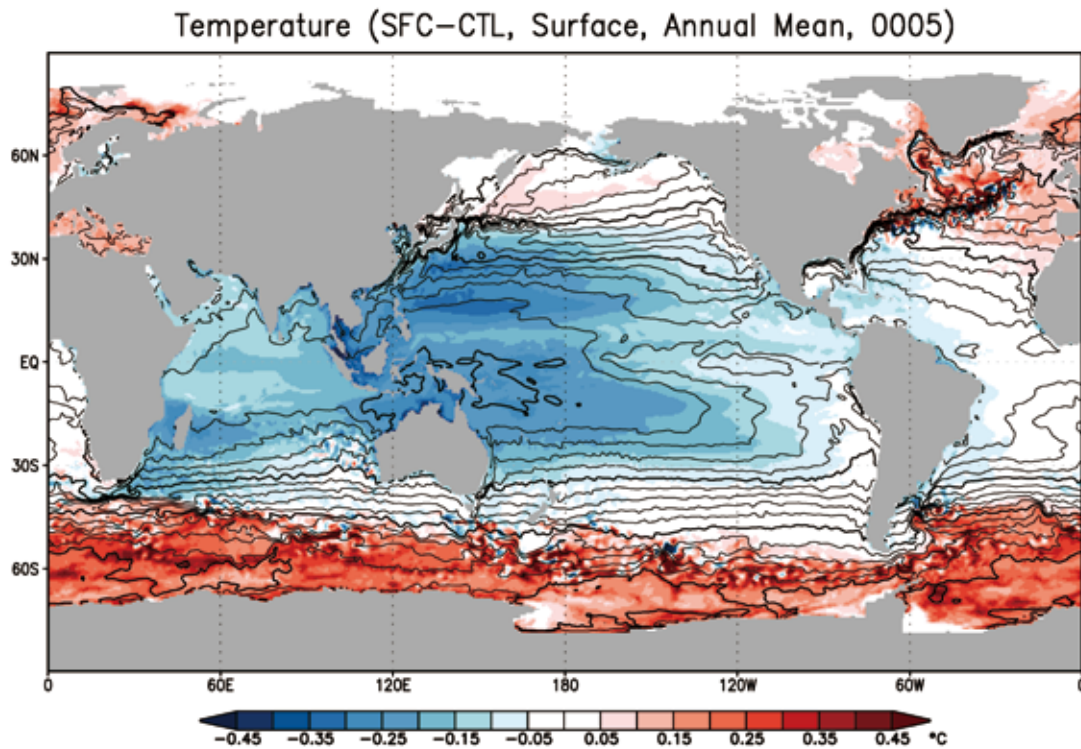 Temperature (SFC-CTL, Surface, Annual Mean, 0005)
60N
30N
EQ
30S
60S
0 60E 120E 180 120W 60W 0
-0.45 -0.35 -0.25 -0.15 -0.05 0.05 0.15 0.25 0.35 0.45 °C